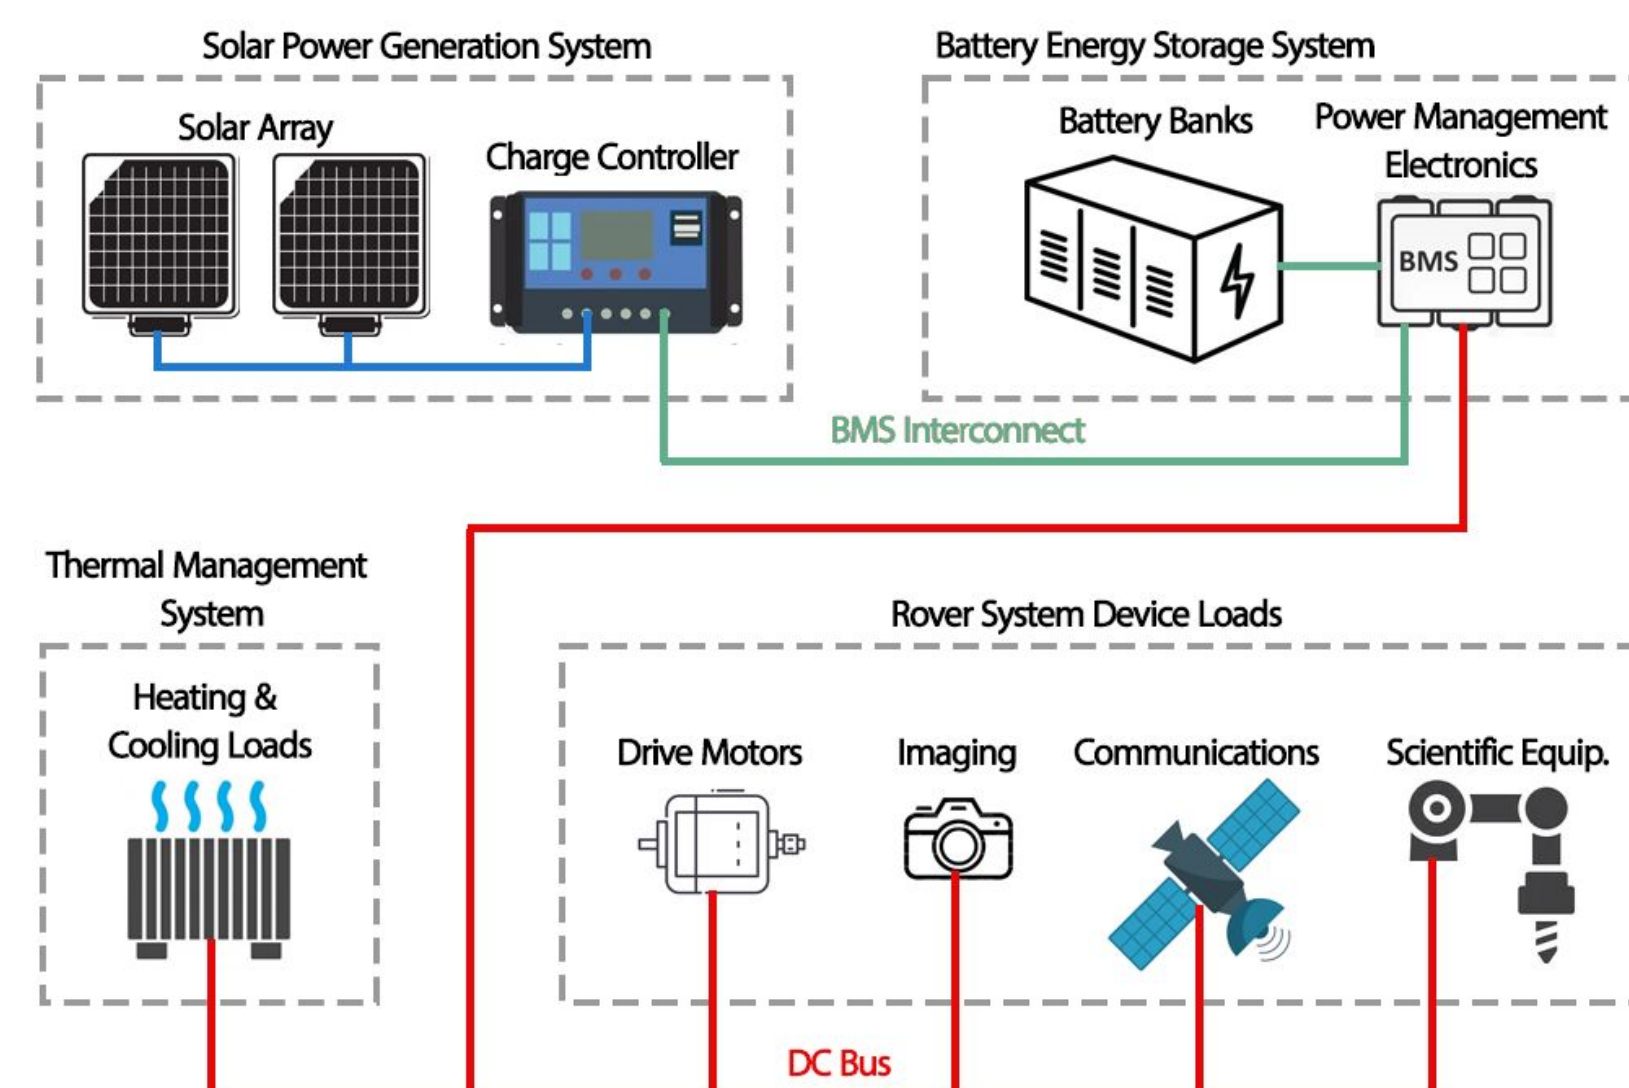 Solar Power Generation System
Battery Energy Storage System
Solar Array
Charge Controller
Battery Banks
Power Management
Electronics
BMS
BMS Interconnect
Thermal Management
System
Rover System Device Loads
Heating &
Cooling Loads
Drive Motors
Imaging
Communications
Scientific Equip.
DC Bus